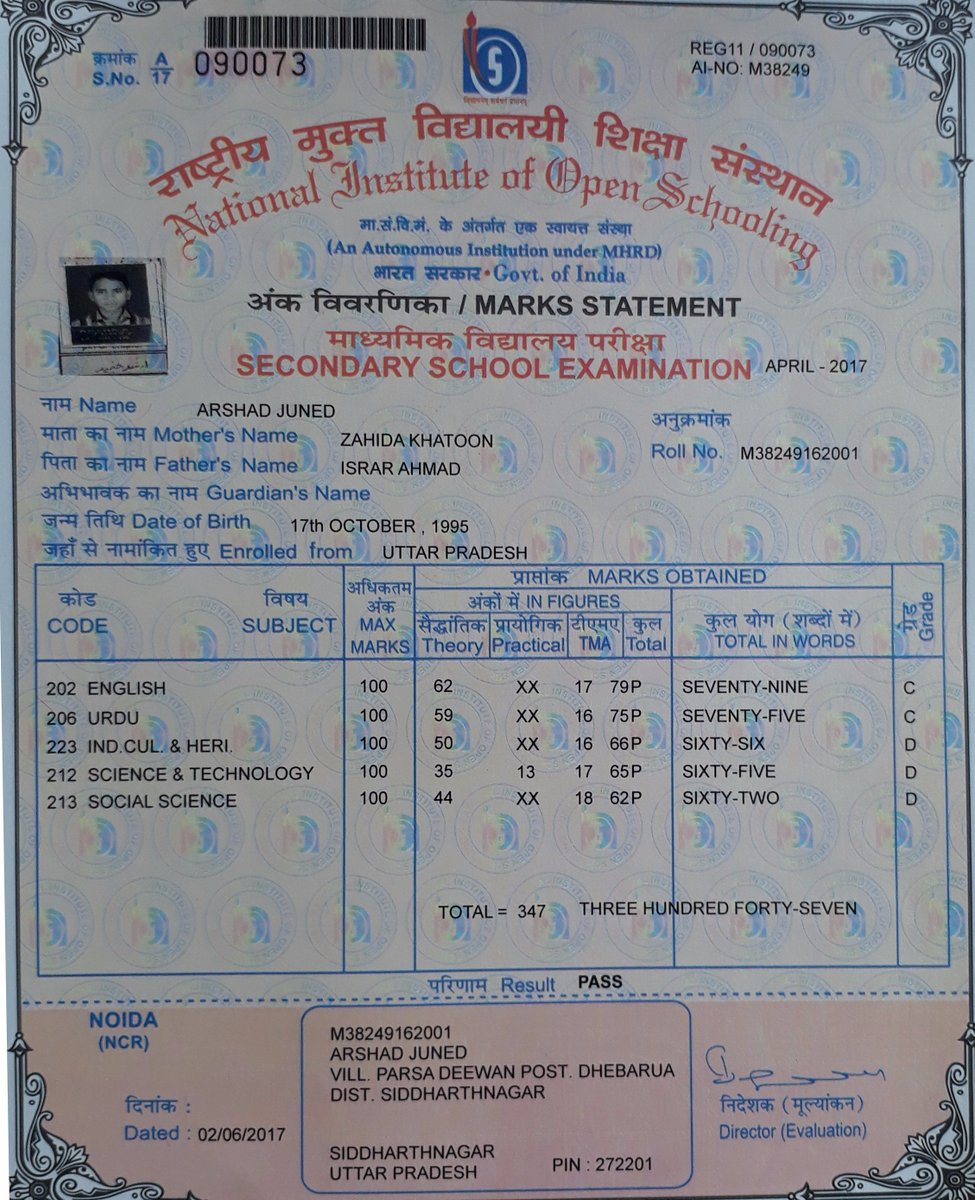 क्रमांक A
S.No. 17 090073
REG11 / 090073
AI-NO: M38249
राष्ट्रीय मुक्त विद्यालयी शिक्षा संस्थान
National Institute of Open Schooling
मा.सं.वि.मं. के अंतर्गत एक स्वायत्त संस्था
(An Autonomous Institution under MHRD)
भारत सरकार • Govt. of India
अंक विवरणिका / MARKS STATEMENT
माध्यमिक विद्यालय परीक्षा
SECONDARY SCHOOL EXAMINATION APRIL - 2017
नाम Name ARSHAD JUNED
अनुक्रमांक
माता का नाम Mother's Name ZAHIDA KHATOON
Roll No. M38249162001
पिता का नाम Father's Name ISRAR AHMAD
अभिभावक का नाम Guardian's Name
जन्म तिथि Date of Birth 17th OCTOBER , 1995
जहाँ से नामांकित हुए Enrolled from UTTAR PRADESH
कोड CODE विषय SUBJECT अधिकतम अंक MAX MARKS प्राप्तांक MARKS OBTAINED ग्रेड Grade
अंकों में IN FIGURES कुल योग (शब्दों में) TOTAL IN WORDS
सैद्धांतिक Theory प्रायोगिक Practical टीएमए TMA कुल Total
202 ENGLISH 100 62 XX 17 79P SEVENTY-NINE C
206 URDU 100 59 XX 16 75P SEVENTY-FIVE C
223 IND.CUL. & HERI. 100 50 XX 16 66P SIXTY-SIX D
212 SCIENCE & TECHNOLOGY 100 35 13 17 65P SIXTY-FIVE D
213 SOCIAL SCIENCE 100 44 XX 18 62P SIXTY-TWO D
TOTAL = 347 THREE HUNDRED FORTY-SEVEN
परिणाम Result PASS
NOIDA
(NCR)
दिनांक :
Dated : 02/06/2017
M38249162001
ARSHAD JUNED
VILL. PARSA DEEWAN POST. DHEBARUA
DIST. SIDDHARTHNAGAR
SIDDHARTHNAGAR
UTTAR PRADESH PIN : 272201
निदेशक (मूल्यांकन)
Director (Evaluation)